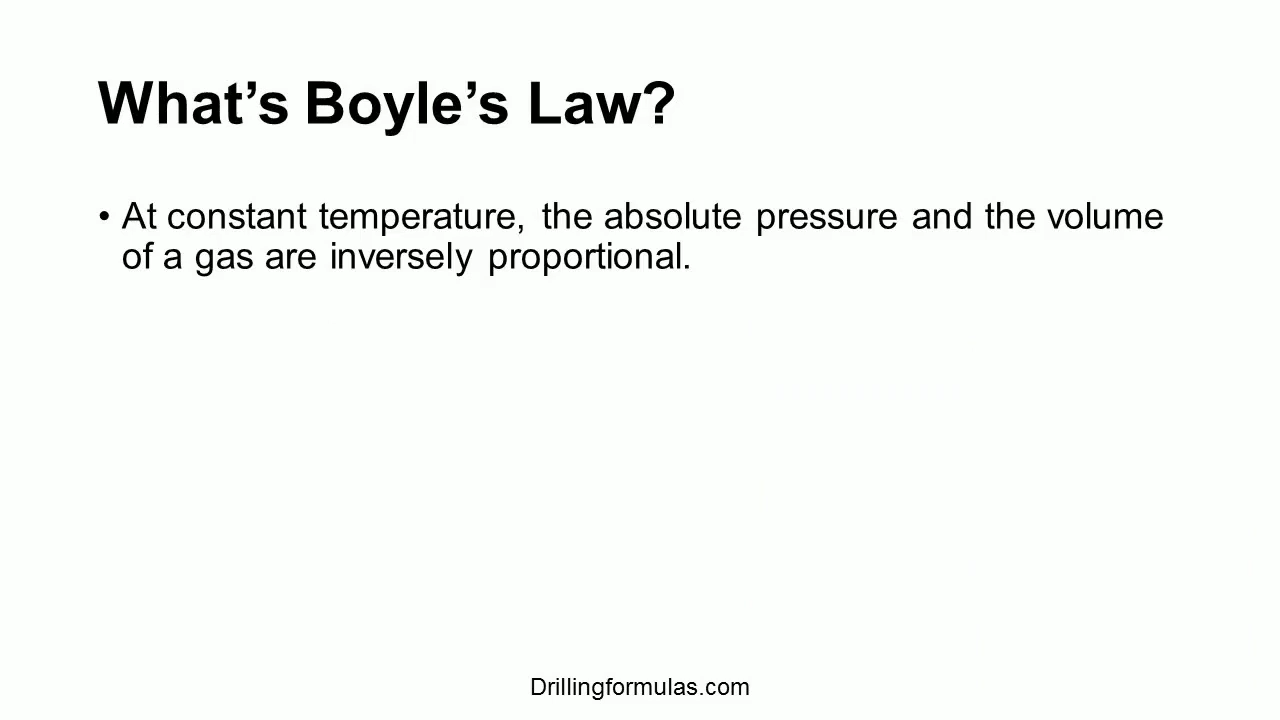 What’s Boyle’s Law?
• At constant temperature, the absolute pressure and the volume
of a gas are inversely proportional.
Drillingformulas.com